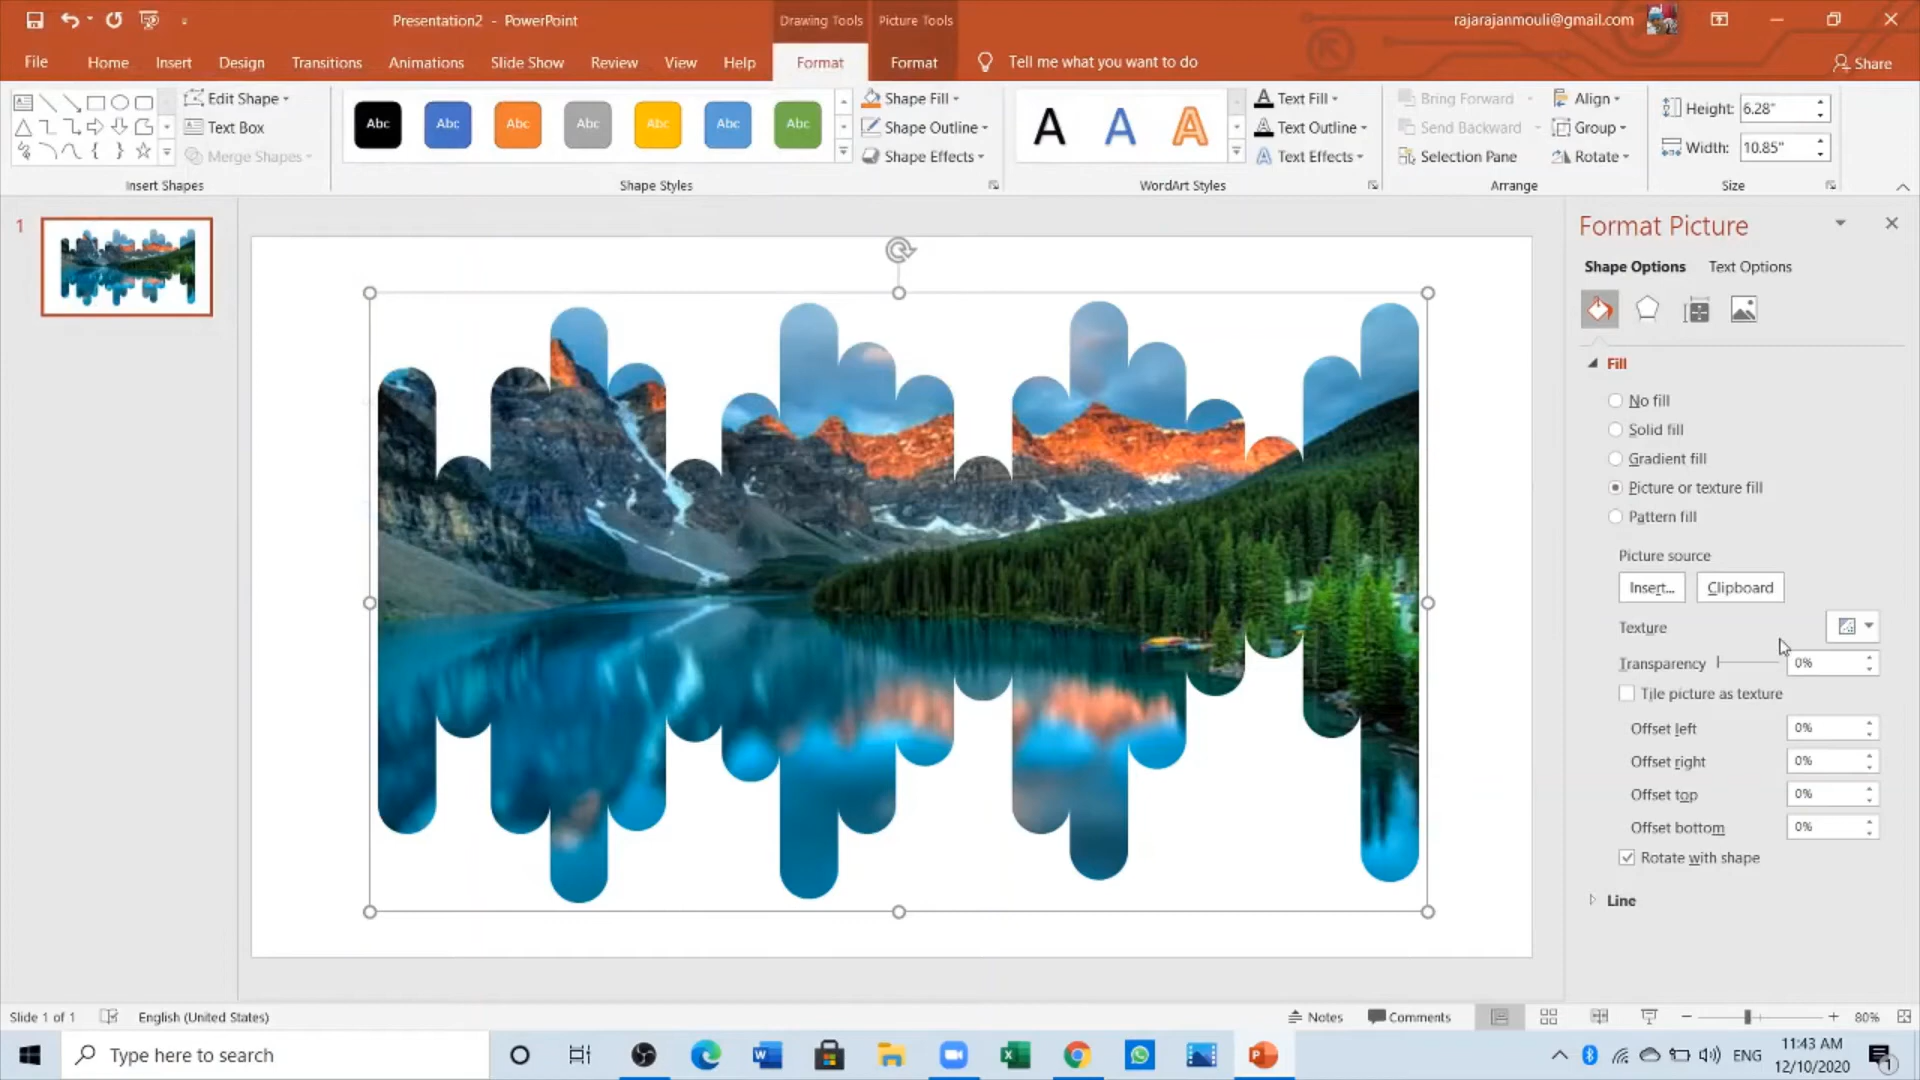 Presentation2 - PowerPoint
Drawing Tools
Picture Tools
rajarajanmouli@gmail.com
File Home Insert Design Transitions Animations Slide Show Review View Help Format Format Tell me what you want to do Share
Edit Shape
Text Box
Merge Shapes
Insert Shapes
Abc Abc Abc Abc Abc Abc Abc
Shape Fill
Shape Outline
Shape Effects
Shape Styles
A A A
Text Fill
Text Outline
Text Effects
WordArt Styles
Bring Forward
Send Backward
Selection Pane
Align
Group
Rotate
Arrange
Height: 6.28"
Width: 10.85"
Size
1
Format Picture
Shape Options Text Options
Fill
No fill
Solid fill
Gradient fill
Picture or texture fill
Pattern fill
Picture source
Insert... Clipboard
Texture
Transparency 0%
Tile picture as texture
Offset left 0%
Offset right 0%
Offset top 0%
Offset bottom 0%
Rotate with shape
Line
Slide 1 of 1 English (United States) Notes Comments 80%
Type here to search
ENG
11:43 AM
12/10/2020
1